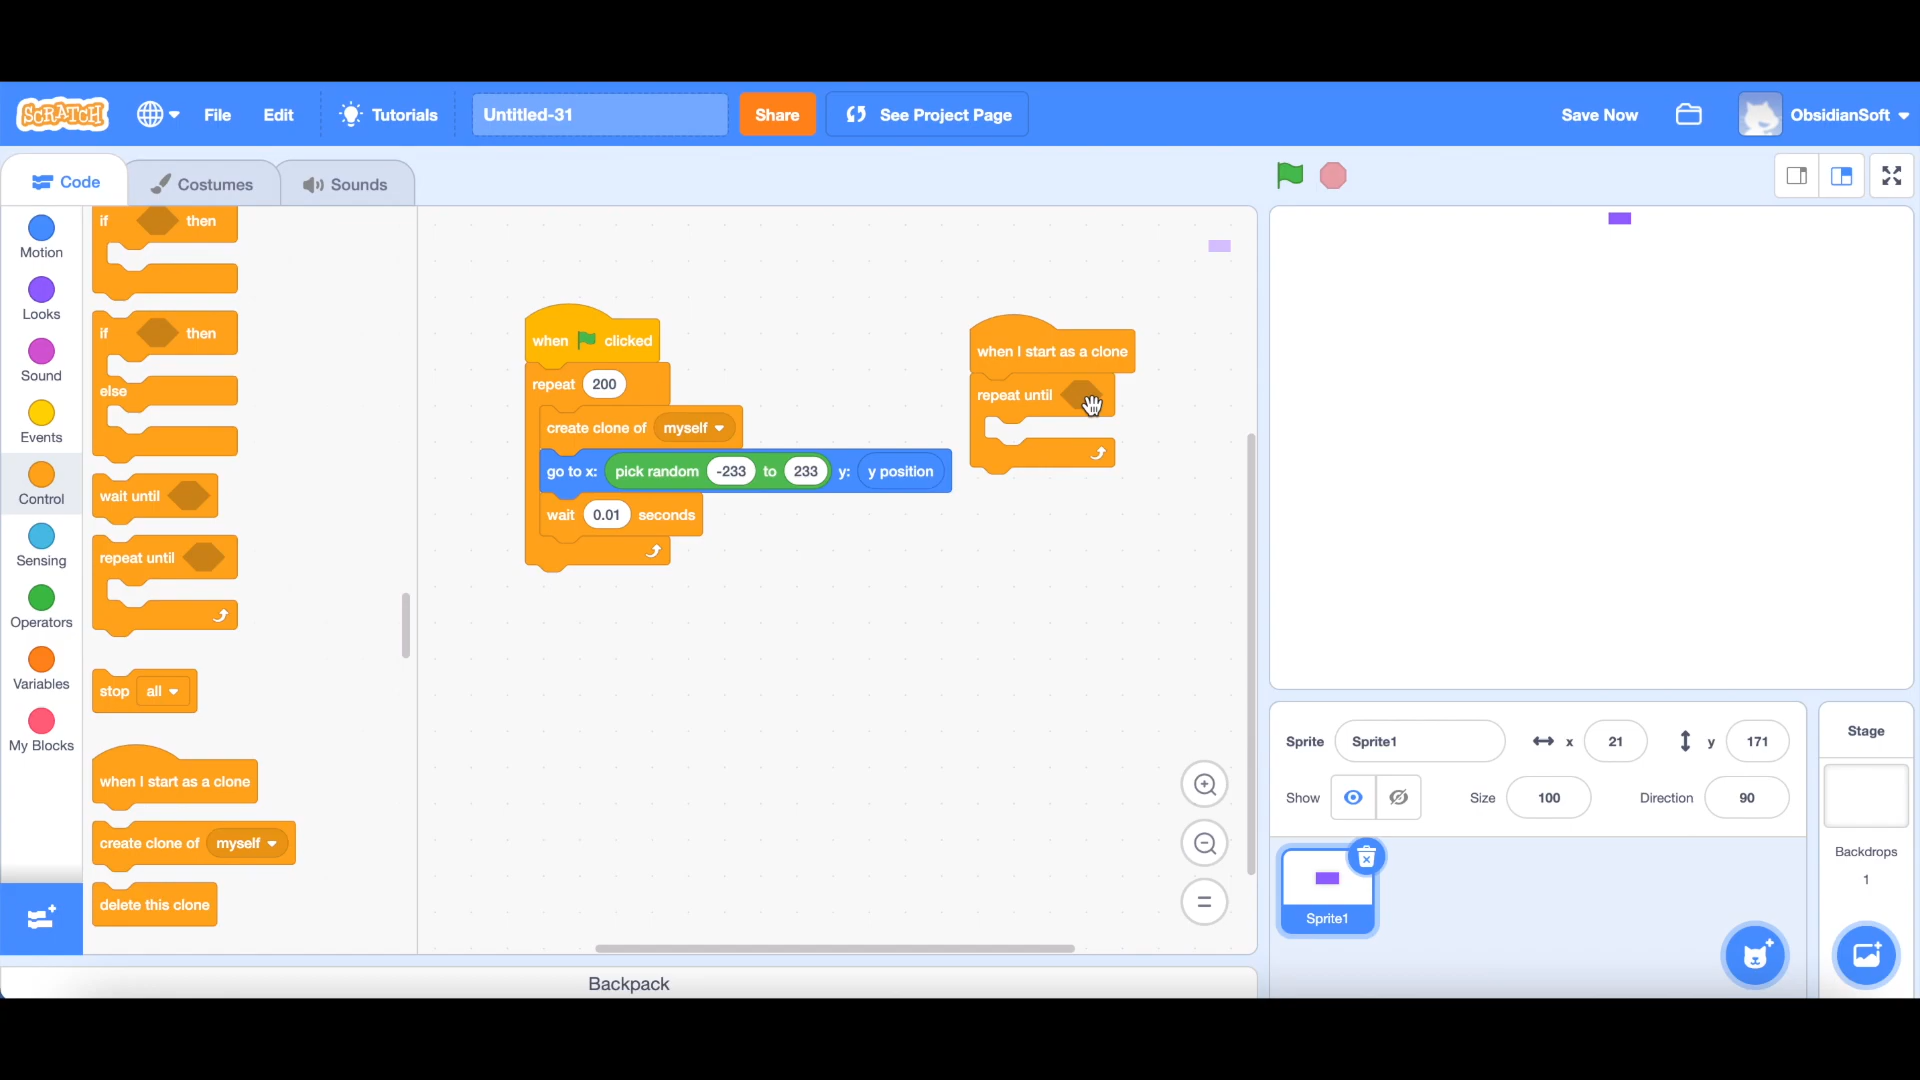 SCRATCH File Edit Tutorials Untitled-31 Share See Project Page Save Now ObsidianSoft
Code Costumes Sounds
Motion
Looks
Sound
Events
Control
Sensing
Operators
Variables
My Blocks
if then
if then
else
wait until
repeat until
stop all
when I start as a clone
create clone of myself
delete this clone
when clicked
repeat 200
create clone of myself
go to x: pick random -233 to 233 y: y position
wait 0.01 seconds
when I start as a clone
repeat until
Backpack
Sprite Sprite1 x 21 y 171
Show Size 100 Direction 90
Sprite1
Stage
Backdrops
1